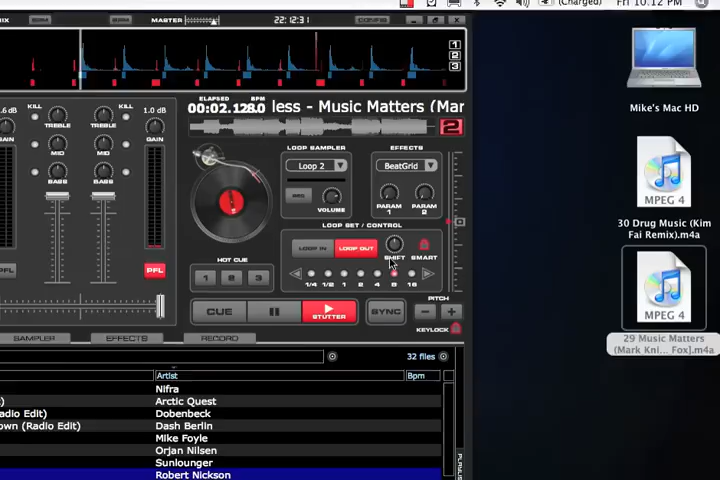 (Charged)
Fri 10:12 PM
MIX
MASTER
22:12:31
CONFIG
1
2
3
ELAPSED
BPM
00:02.1
128.0
less - Music Matters (Mar
2
.6 dB
KILL
KILL
1.0 dB
GAIN
TREBLE
TREBLE
GAIN
MID
MID
BASS
BASS
PFL
PFL
LOOP SAMPLER
EFFECTS
Loop 2
BeatGrid
REC
VOLUME
PARAM 1
PARAM 2
LOOP SET / CONTROL
LOOP IN
LOOP OUT
SHIFT
SMART
HOT CUE
1
2
3
1/4
1/2
1
2
4
8
16
CUE
STUTTER
SYNC
PITCH
KEYLOCK
SAMPLER
EFFECTS
RECORD
32 files
Artist
Bpm
Nifra
Arctic Quest
adio Edit)
Dobenbeck
own (Radio Edit)
Dash Berlin
Mike Foyle
Orjan Nilsen
Sunlounger
Robert Nickson
PLAYLIS
Mike's Mac HD
MPEG 4
30 Drug Music (Kim
Fai Remix).m4a
MPEG 4
29 Music Matters
(Mark Kni... Fox].m4a